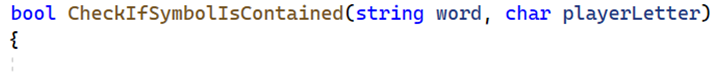 bool CheckIfSymbolIsContained(string word, char playerLetter)
{